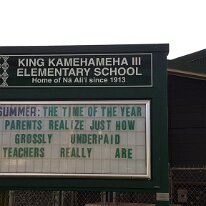 KING KAMEHAMEHA III
ELEMENTARY SCHOOL
Home of Nā Ali'i since 1913
SUMMER: THE TIME OF THE YEAR
PARENTS REALIZE JUST HOW
GROSSLY UNDERPAID
TEACHERS REALLY ARE